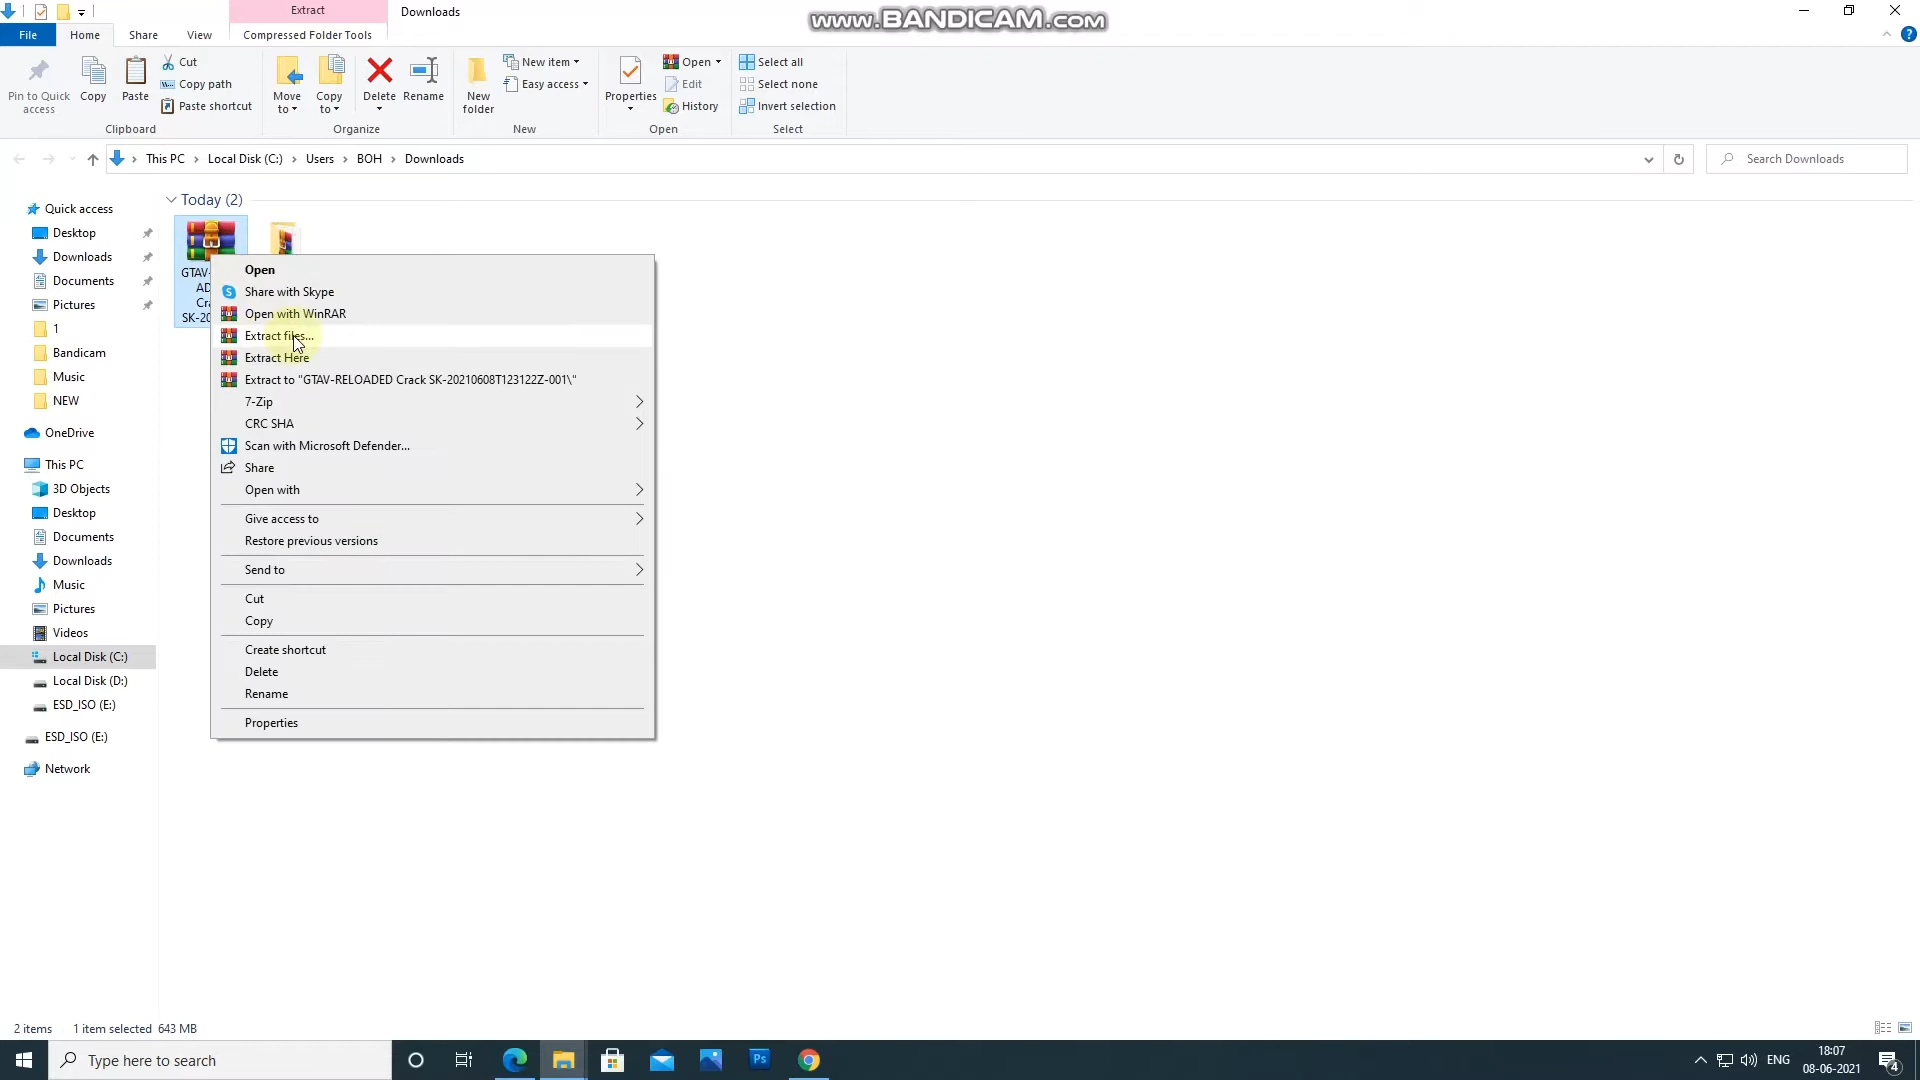 Extract
Downloads
www.BANDICAM.com
File
Home
Share
View
Compressed Folder Tools
Pin to Quick
access
Copy
Paste
Cut
Copy path
Paste shortcut
Clipboard
Move
to
Copy
to
Delete
Rename
Organize
New
folder
New item
Easy access
New
Properties
Open
Edit
History
Open
Select all
Select none
Invert selection
Select
This PC
Local Disk (C:)
Users
BOH
Downloads
Search Downloads
Quick access
Desktop
Downloads
Documents
Pictures
1
Bandicam
Music
NEW
OneDrive
This PC
3D Objects
Desktop
Documents
Downloads
Music
Pictures
Videos
Local Disk (C:)
Local Disk (D:)
ESD_ISO (E:)
ESD_ISO (E:)
Network
Today (2)
GTAV-
AD
Cr
SK-20
Open
Share with Skype
Open with WinRAR
Extract files...
Extract Here
Extract to "GTAV-RELOADED Crack SK-20210608T123122Z-001\"
7-Zip
CRC SHA
Scan with Microsoft Defender...
Share
Open with
Give access to
Restore previous versions
Send to
Cut
Copy
Create shortcut
Delete
Rename
Properties
2 items
1 item selected 643 MB
Type here to search
Ps
ENG
18:07
08-06-2021
4